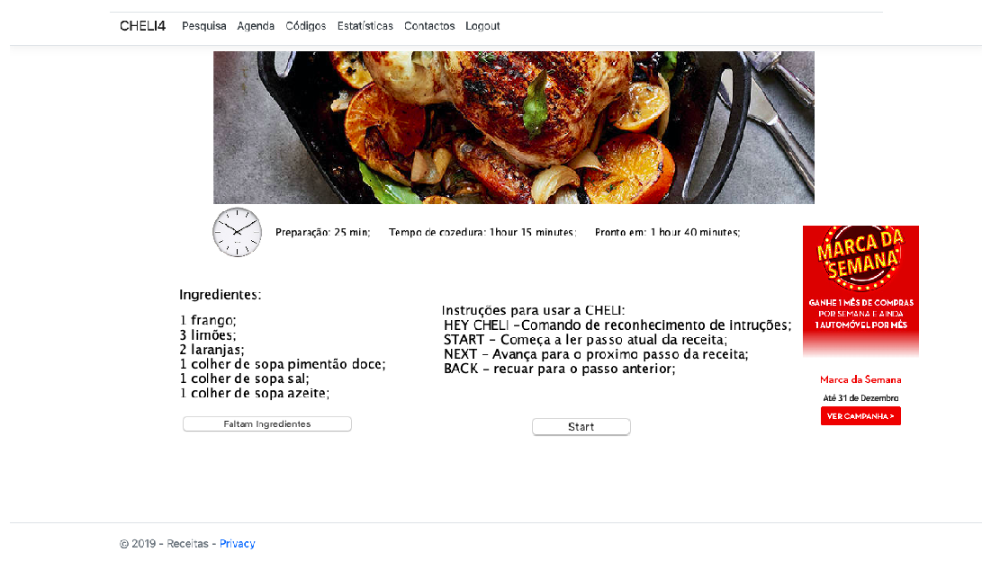 CHELI4 Pesquisa Agenda Códigos Estatísticas Contactos Logout
Preparação: 25 min; Tempo de cozedura: 1hour 15 minutes; Pronto em: 1 hour 40 minutes;
Ingredientes:
1 frango;
3 limões;
2 laranjas;
1 colher de sopa pimentão doce;
1 colher de sopa sal;
1 colher de sopa azeite;
Faltam Ingredientes
Instruções para usar a CHELI:
HEY CHELI -Comando de reconhecimento de intruções;
START - Começa a ler passo atual da receita;
NEXT - Avança para o proximo passo da receita;
BACK - recuar para o passo anterior;
Start
MARCA DA
SEMANA
GANHE 1 MÊS DE COMPRAS
POR SEMANA E AINDA
1 AUTOMÓVEL POR MÊS
Marca da Semana
Até 31 de Dezembro
VER CAMPANHA >
© 2019 - Receitas - Privacy